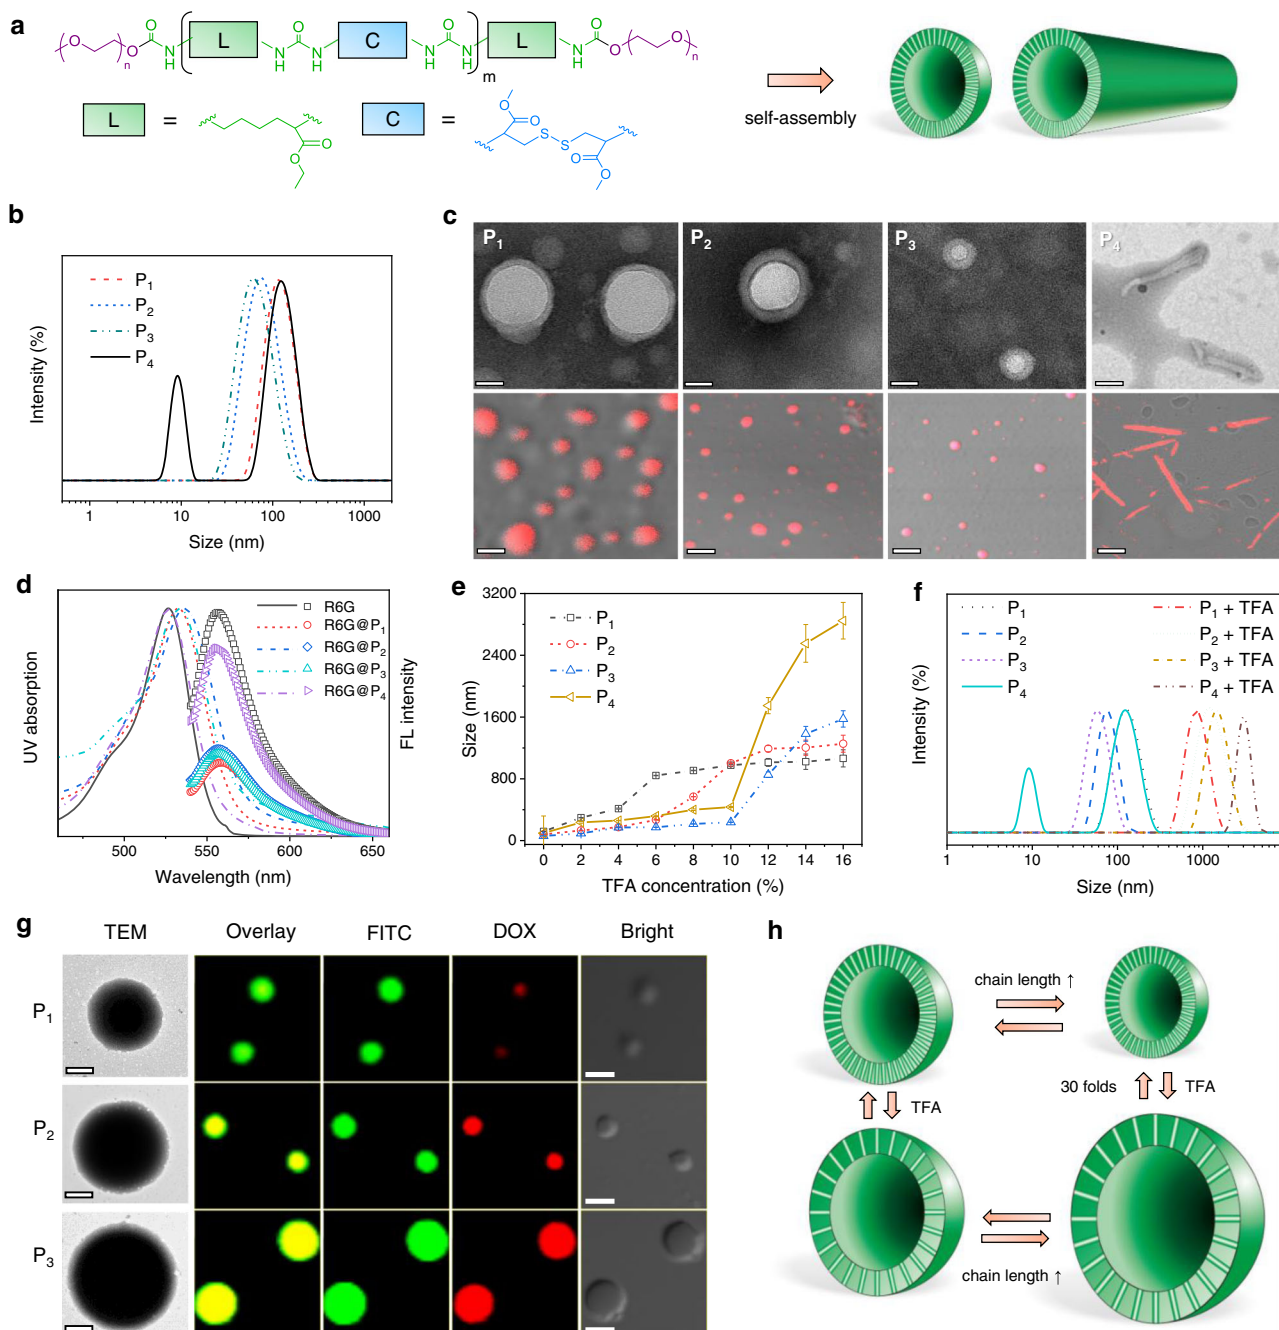 a
O
O
O
N
H
L
O
N
H
N
H
C
O
N
H
N
H
L
O
N
H
O
O
n
m
n
L
=
O
O
C
=
O
O
S
S
O
O
self-assembly
b
Intensity (%)
P1
P2
P3
P4
1
10
100
1000
Size (nm)
c
P1
P2
P3
P4
d
UV absorption
R6G
R6G@P1
R6G@P2
R6G@P3
R6G@P4
FL intensity
500
550
600
650
Wavelength (nm)
e
Size (nm)
3200
2400
1600
800
0
P1
P2
P3
P4
0 2 4 6 8 10 12 14 16
TFA concentration (%)
f
Intensity (%)
P1
P2
P3
P4
P1 + TFA
P2 + TFA
P3 + TFA
P4 + TFA
1
10
100
1000
Size (nm)
g
TEM Overlay FITC DOX Bright
P1
P2
P3
h
chain length ↑
30 folds
TFA
TFA
chain length ↑